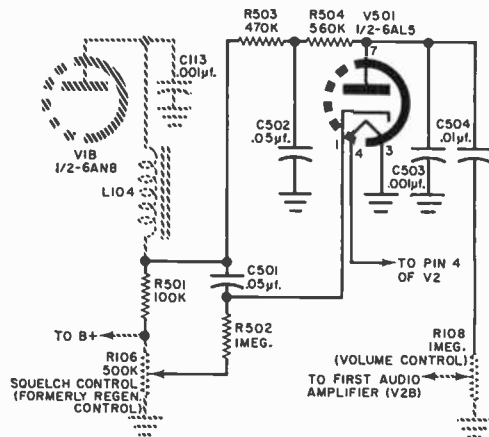 R503
470K
R504
560K
V501
1/2-6AL5
7
C113
.001µf.
V1B
1/2-6AN8
L104
C502
.05µf.
1
4
3
C503
.001µf.
C504
.01µf.
R501
100K
C501
.05µf.
TO PIN 4
OF V2
R502
1MEG.
TO B+
R106
500K
SQUELCH CONTROL
(FORMERLY REGEN.
CONTROL)
R108
1MEG.
(VOLUME CONTROL)
TO FIRST AUDIO
AMPLIFIER (V2B)